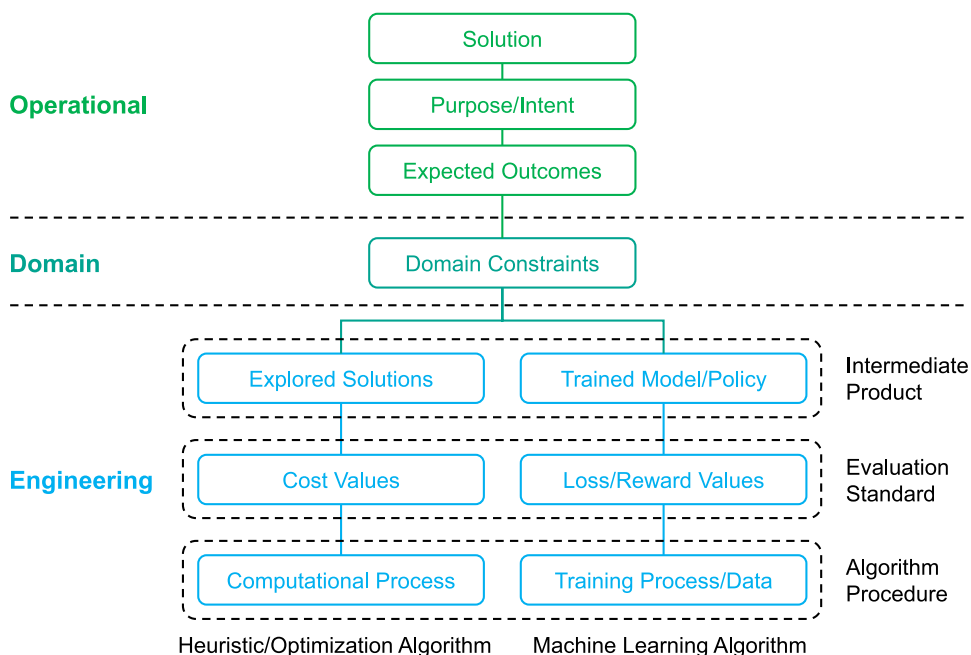 Solution
Operational
Purpose/Intent
Expected Outcomes
Domain
Domain Constraints
Explored Solutions
Trained Model/Policy
Intermediate
Product
Engineering
Cost Values
Loss/Reward Values
Evaluation
Standard
Computational Process
Training Process/Data
Algorithm
Procedure
Heuristic/Optimization Algorithm
Machine Learning Algorithm